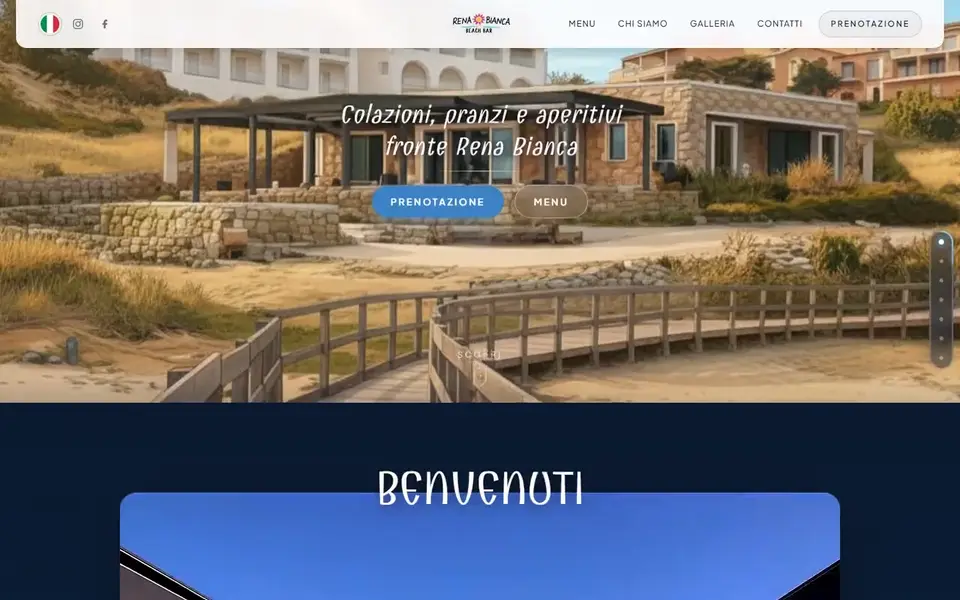 RENA BIANCA
BEACH BAR
MENU
CHI SIAMO
GALLERIA
CONTATTI
PRENOTAZIONE
Colazioni, pranzi e aperitivi
fronte Rena Bianca
PRENOTAZIONE
MENU
SCOPRI
BENVENUTI